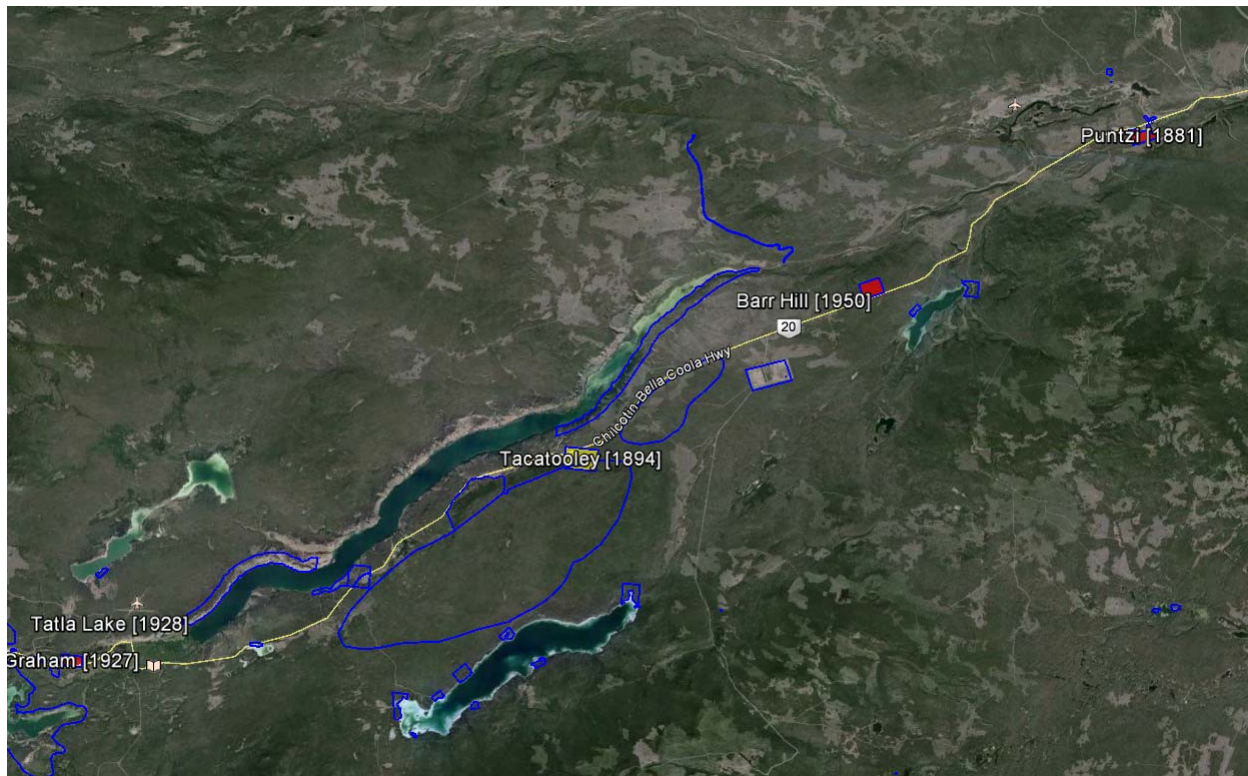 Puntzi [1881]
Barr Hill [1950]
20
Chilcotin-Bella Coola Hwy
Tacatooley [1894]
Tatla Lake [1928]
Graham [1927]